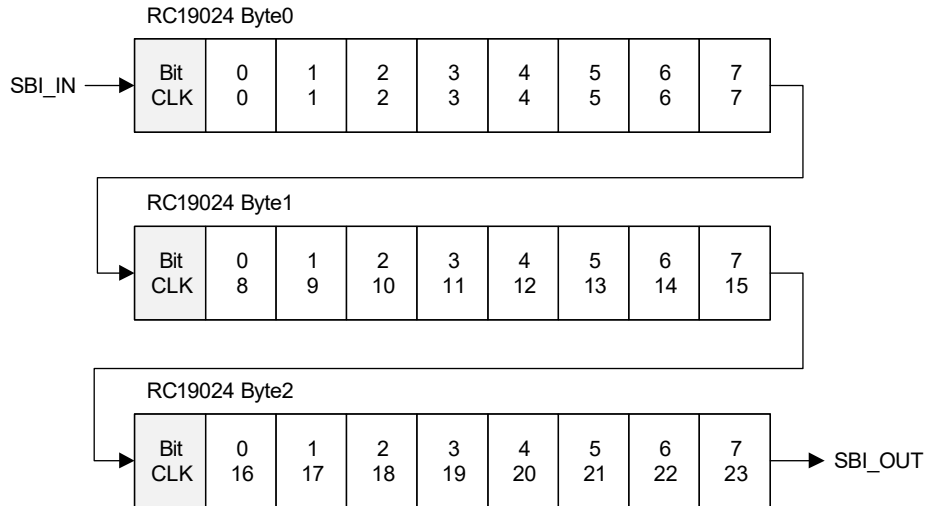 RC19024 Byte0
SBI_IN
Bit 0 1 2 3 4 5 6 7
CLK 0 1 2 3 4 5 6 7
RC19024 Byte1
Bit 0 1 2 3 4 5 6 7
CLK 8 9 10 11 12 13 14 15
RC19024 Byte2
Bit 0 1 2 3 4 5 6 7
CLK 16 17 18 19 20 21 22 23
SBI_OUT